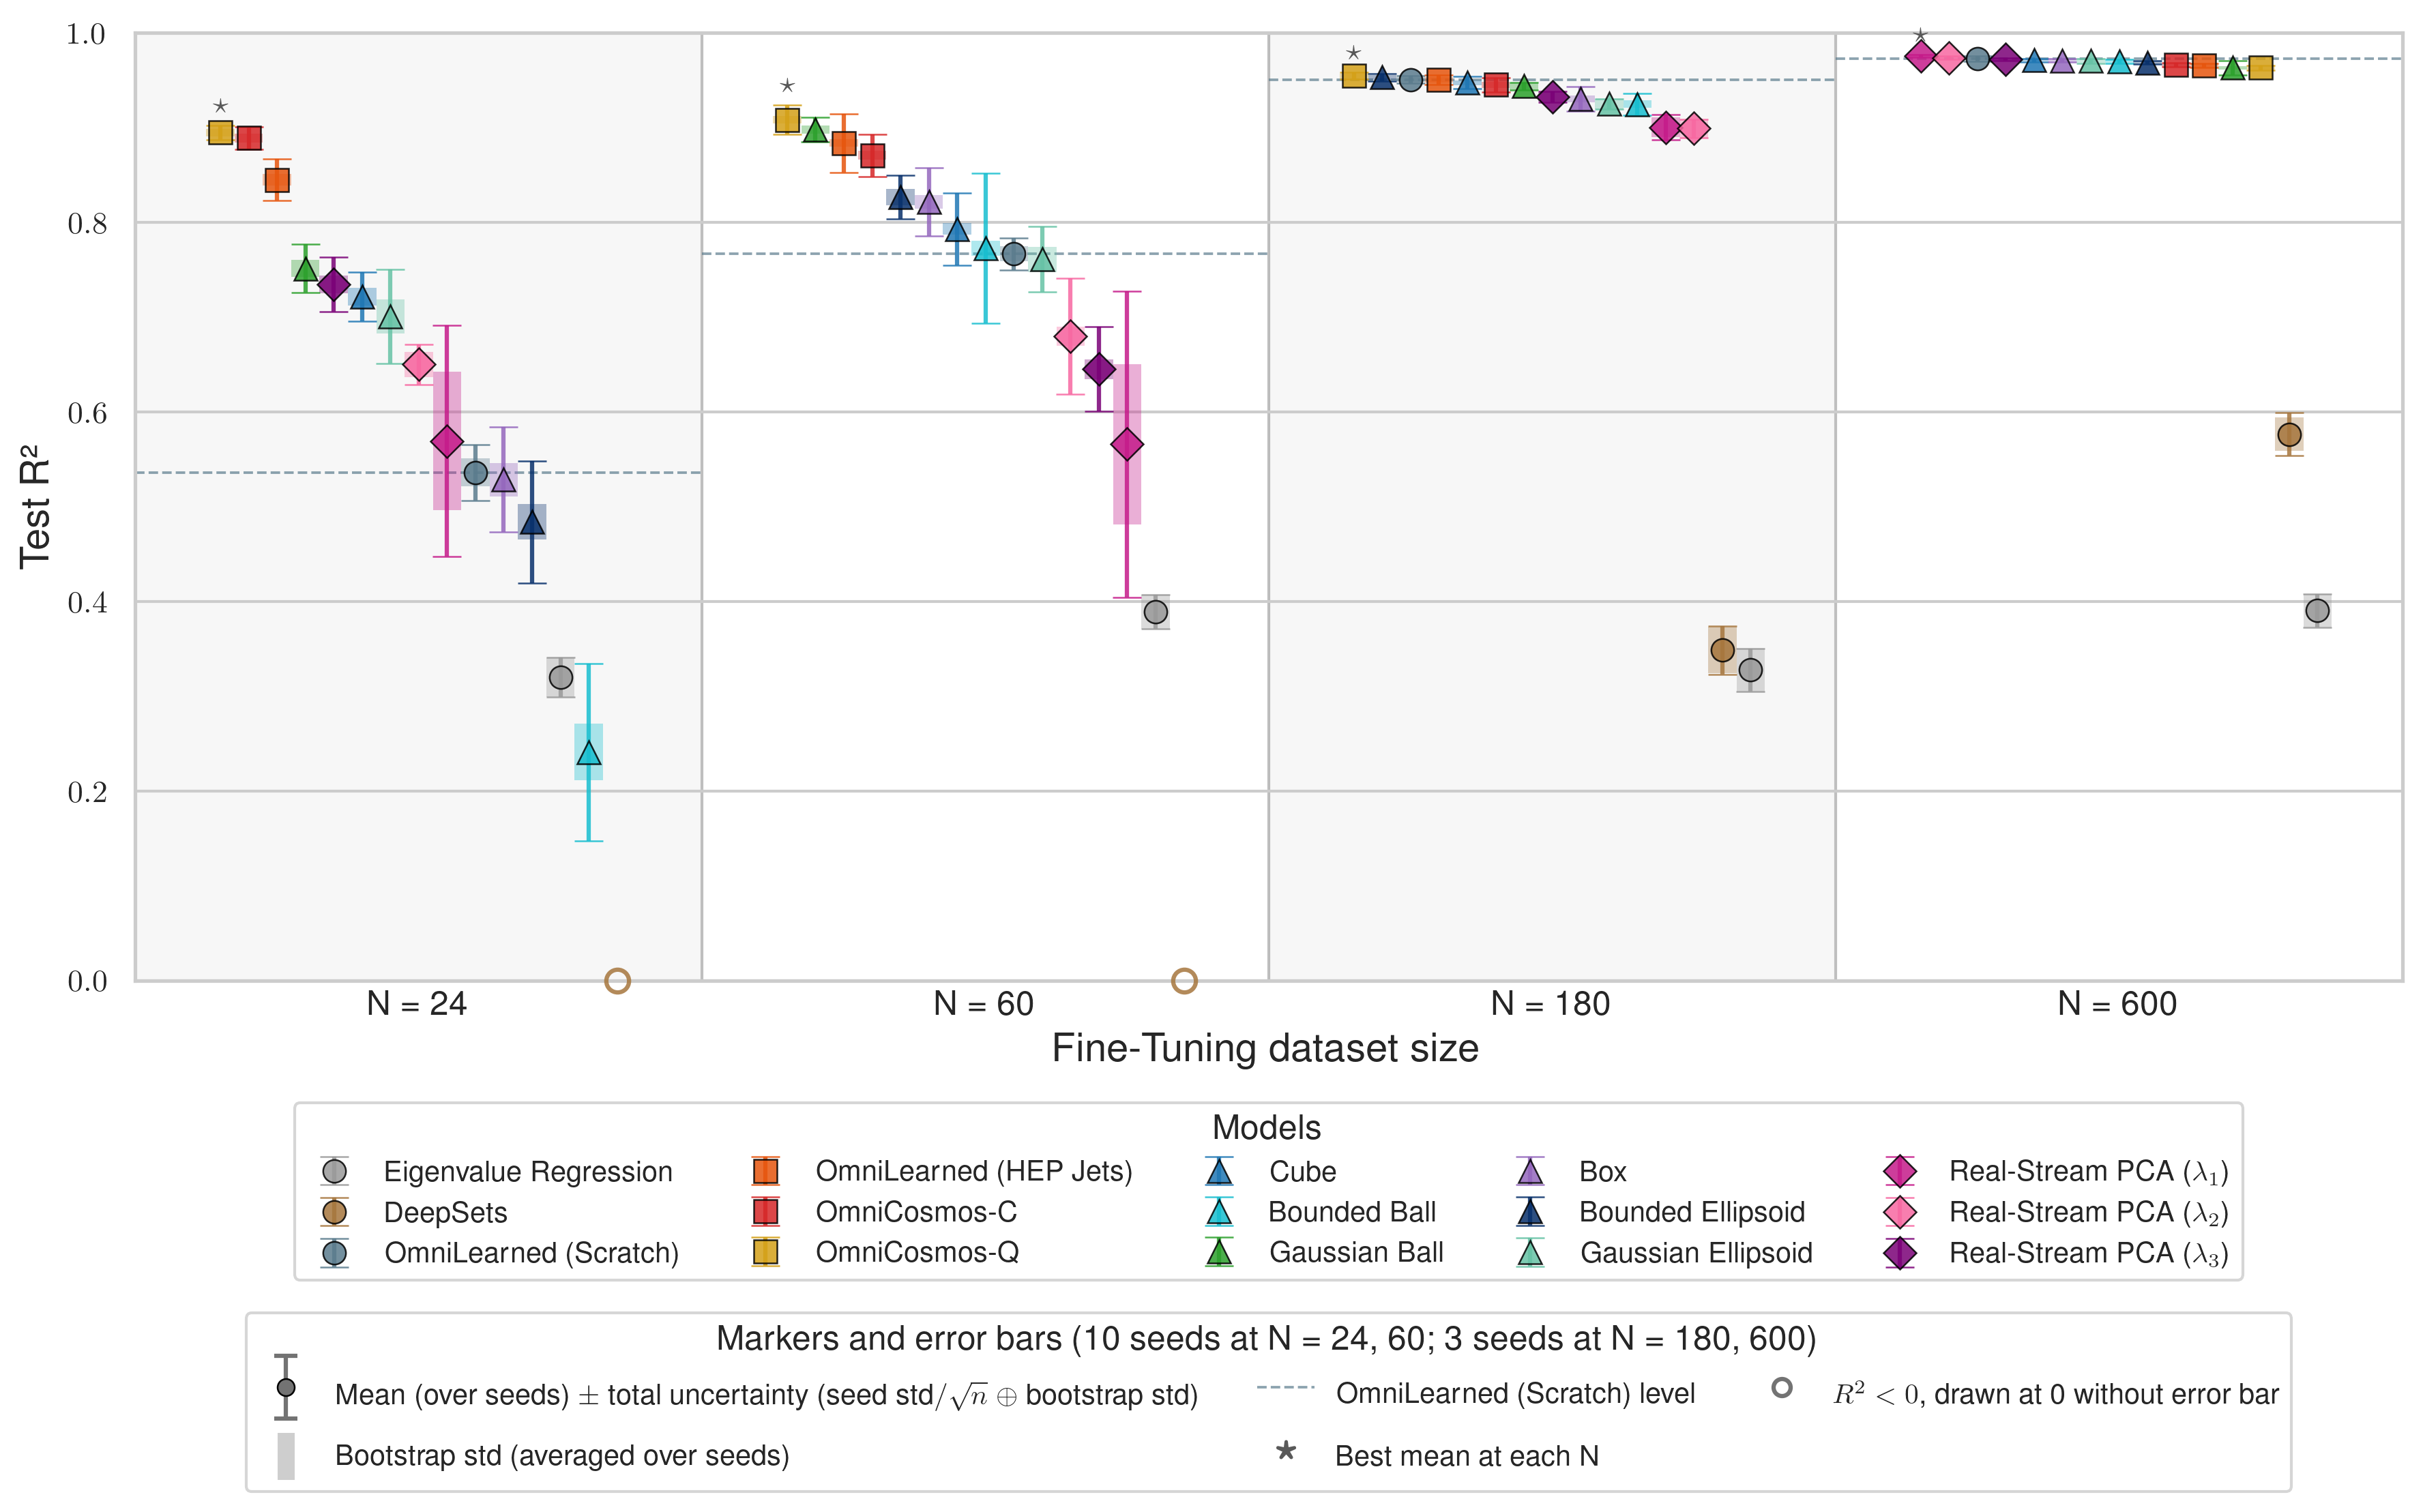 1.0
0.8
0.6
0.4
0.2
0.0
Test R²
N = 24 N = 60 N = 180 N = 600
Fine-Tuning dataset size
Models
Eigenvalue Regression OmniLearned (HEP Jets) Cube Box Real-Stream PCA (λ₁)
DeepSets OmniCosmos-C Bounded Ball Bounded Ellipsoid Real-Stream PCA (λ₂)
OmniLearned (Scratch) OmniCosmos-Q Gaussian Ball Gaussian Ellipsoid Real-Stream PCA (λ₃)
Markers and error bars (10 seeds at N = 24, 60; 3 seeds at N = 180, 600)
Mean (over seeds) ± total uncertainty (seed std/√n ⊕ bootstrap std) OmniLearned (Scratch) level R² < 0, drawn at 0 without error bar
Bootstrap std (averaged over seeds) Best mean at each N